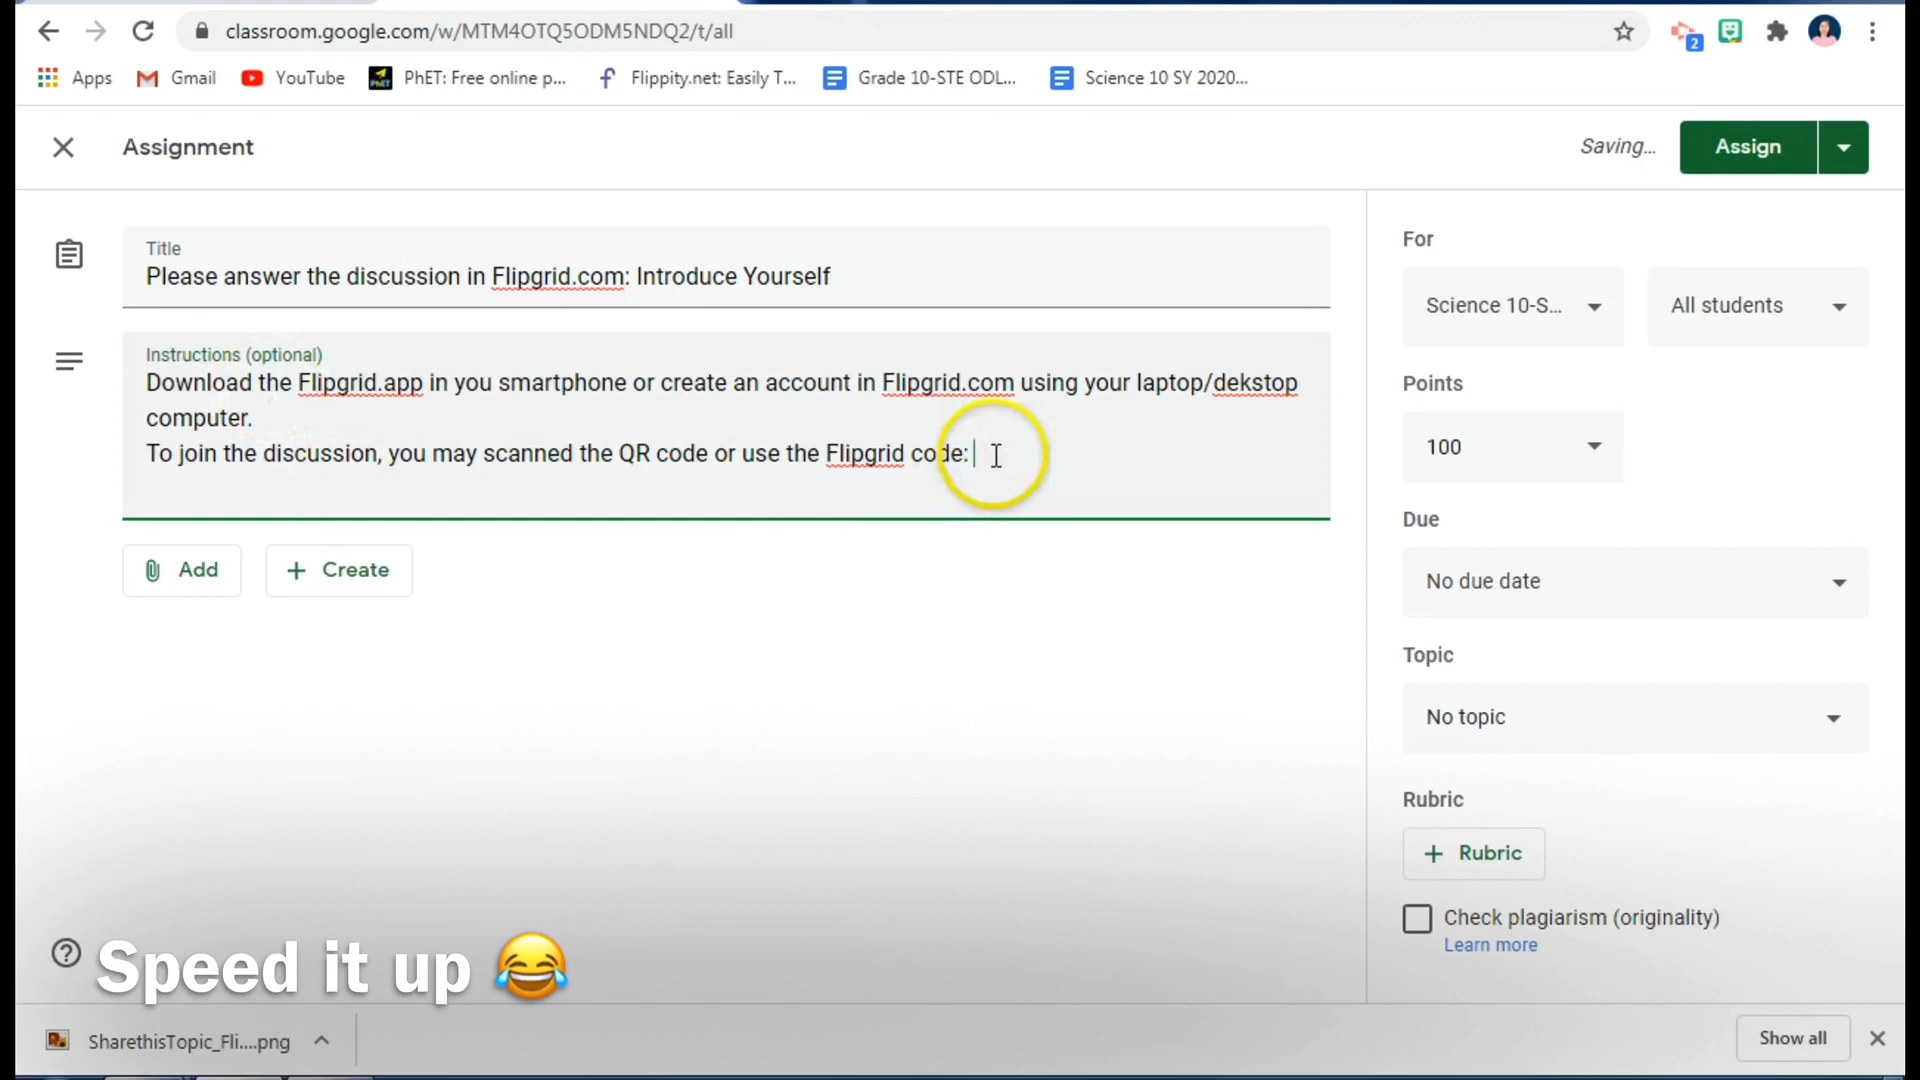 classroom.google.com/w/MTM4OTQ5ODM5NDQ2/t/all
2
Apps Gmail YouTube PhET: Free online p... Flippity.net: Easily T... Grade 10-STE ODL... Science 10 SY 2020...
Assignment Saving... Assign
Title
Please answer the discussion in Flipgrid.com: Introduce Yourself
Instructions (optional)
Download the Flipgrid.app in you smartphone or create an account in Flipgrid.com using your laptop/dekstop
computer.
To join the discussion, you may scanned the QR code or use the Flipgrid code:
Add Create
For
Science 10-S... All students
Points
100
Due
No due date
Topic
No topic
Rubric
Rubric
Check plagiarism (originality)
Learn more
Speed it up 😂
SharethisTopic_Fli....png Show all